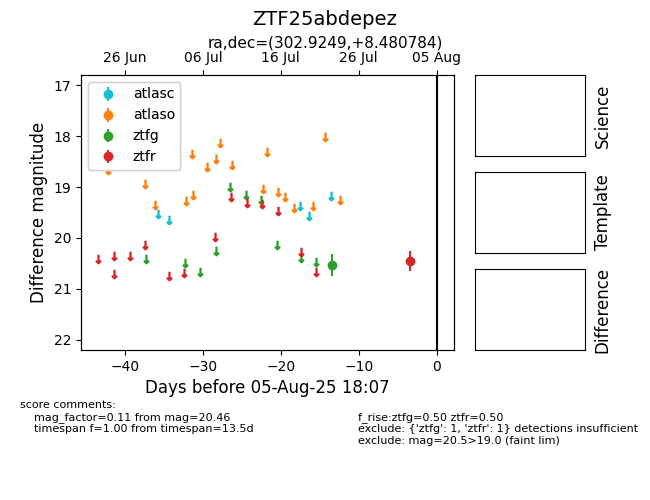 ZTF25abdepez
ra,dec=(302.9249,+8.480784)
26 Jun
06 Jul
16 Jul
26 Jul
05 Aug
17
18
19
20
21
22
Difference magnitude
atlasc
atlaso
ztfg
ztfr
−40
−30
−20
−10
0
Days before 05-Aug-25 18:07
Science
Template
Difference
score comments:
mag_factor=0.11 from mag=20.46
timespan f=1.00 from timespan=13.5d
f_rise:ztfg=0.50 ztfr=0.50
exclude: {'ztfg': 1, 'ztfr': 1} detections insufficient
exclude: mag=20.5>19.0 (faint lim)